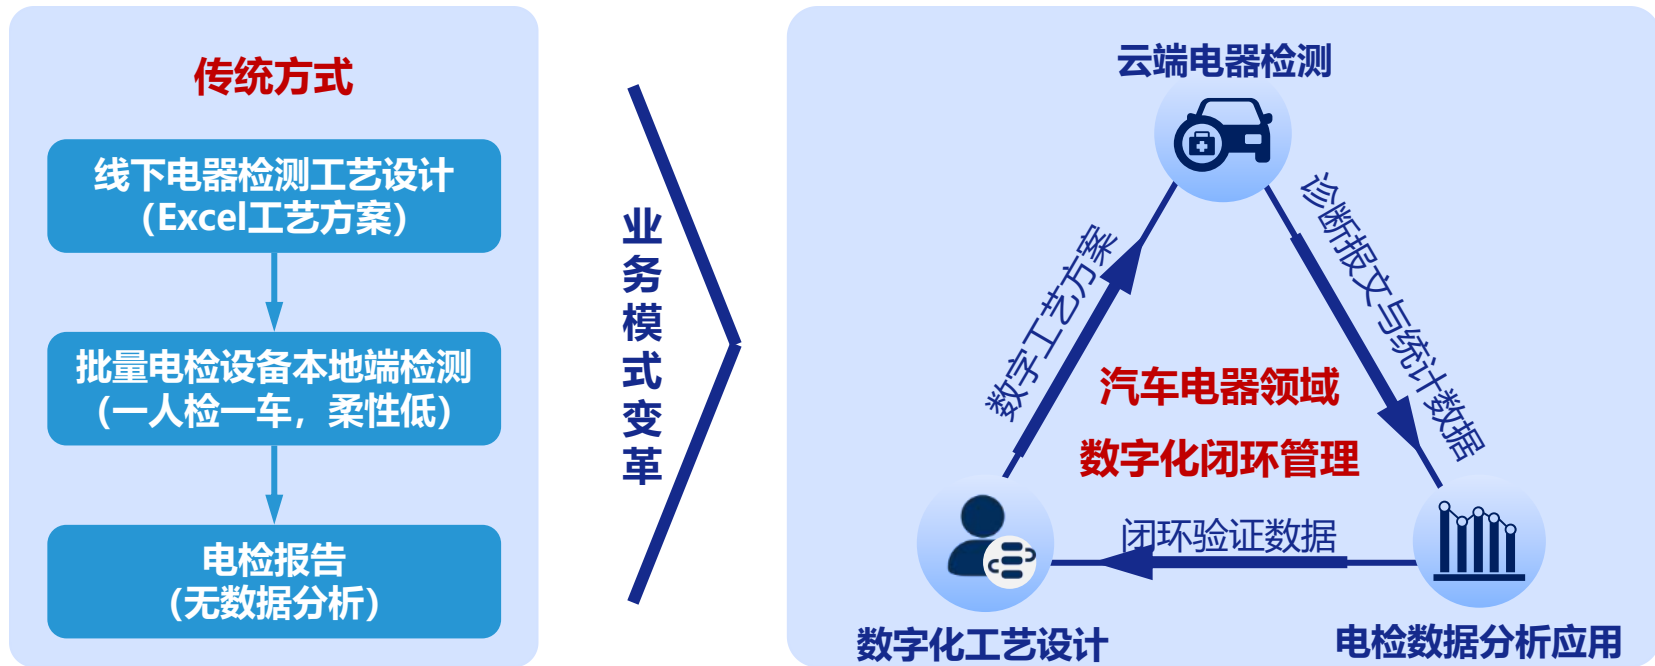 传统方式
线下电器检测工艺设计
（Excel工艺方案）
批量电检设备本地端检测
（一人检一车，柔性低）
电检报告
（无数据分析）
业务模式变革
云端电器检测
数字工艺方案
诊断报文与统计数据
汽车电器领域
数字化闭环管理
闭环验证数据
数字化工艺设计
电检数据分析应用